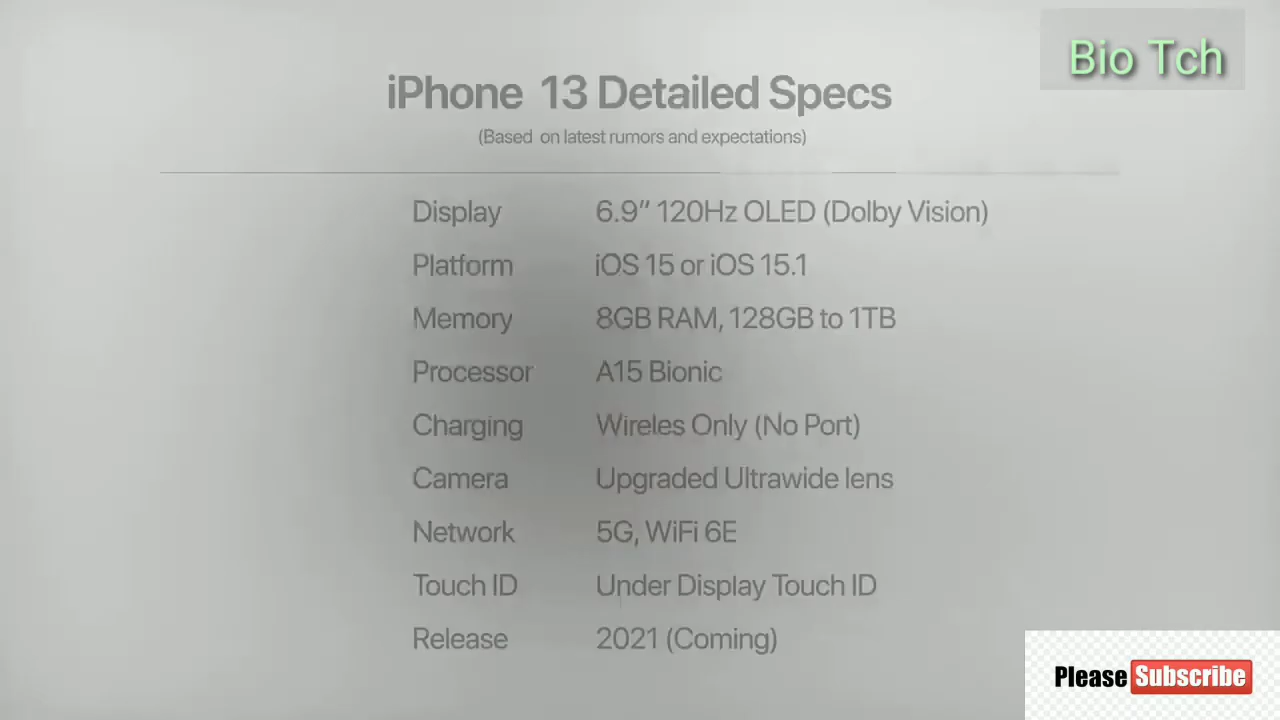 Bio Tch
iPhone 13 Detailed Specs
(Based on latest rumors and expectations)
Display 6.9″ 120Hz OLED (Dolby Vision)
Platform iOS 15 or iOS 15.1
Memory 8GB RAM, 128GB to 1TB
Processor A15 Bionic
Charging Wireles Only (No Port)
Camera Upgraded Ultrawide lens
Network 5G, WiFi 6E
Touch ID Under Display Touch ID
Release 2021 (Coming)
Please Subscribe